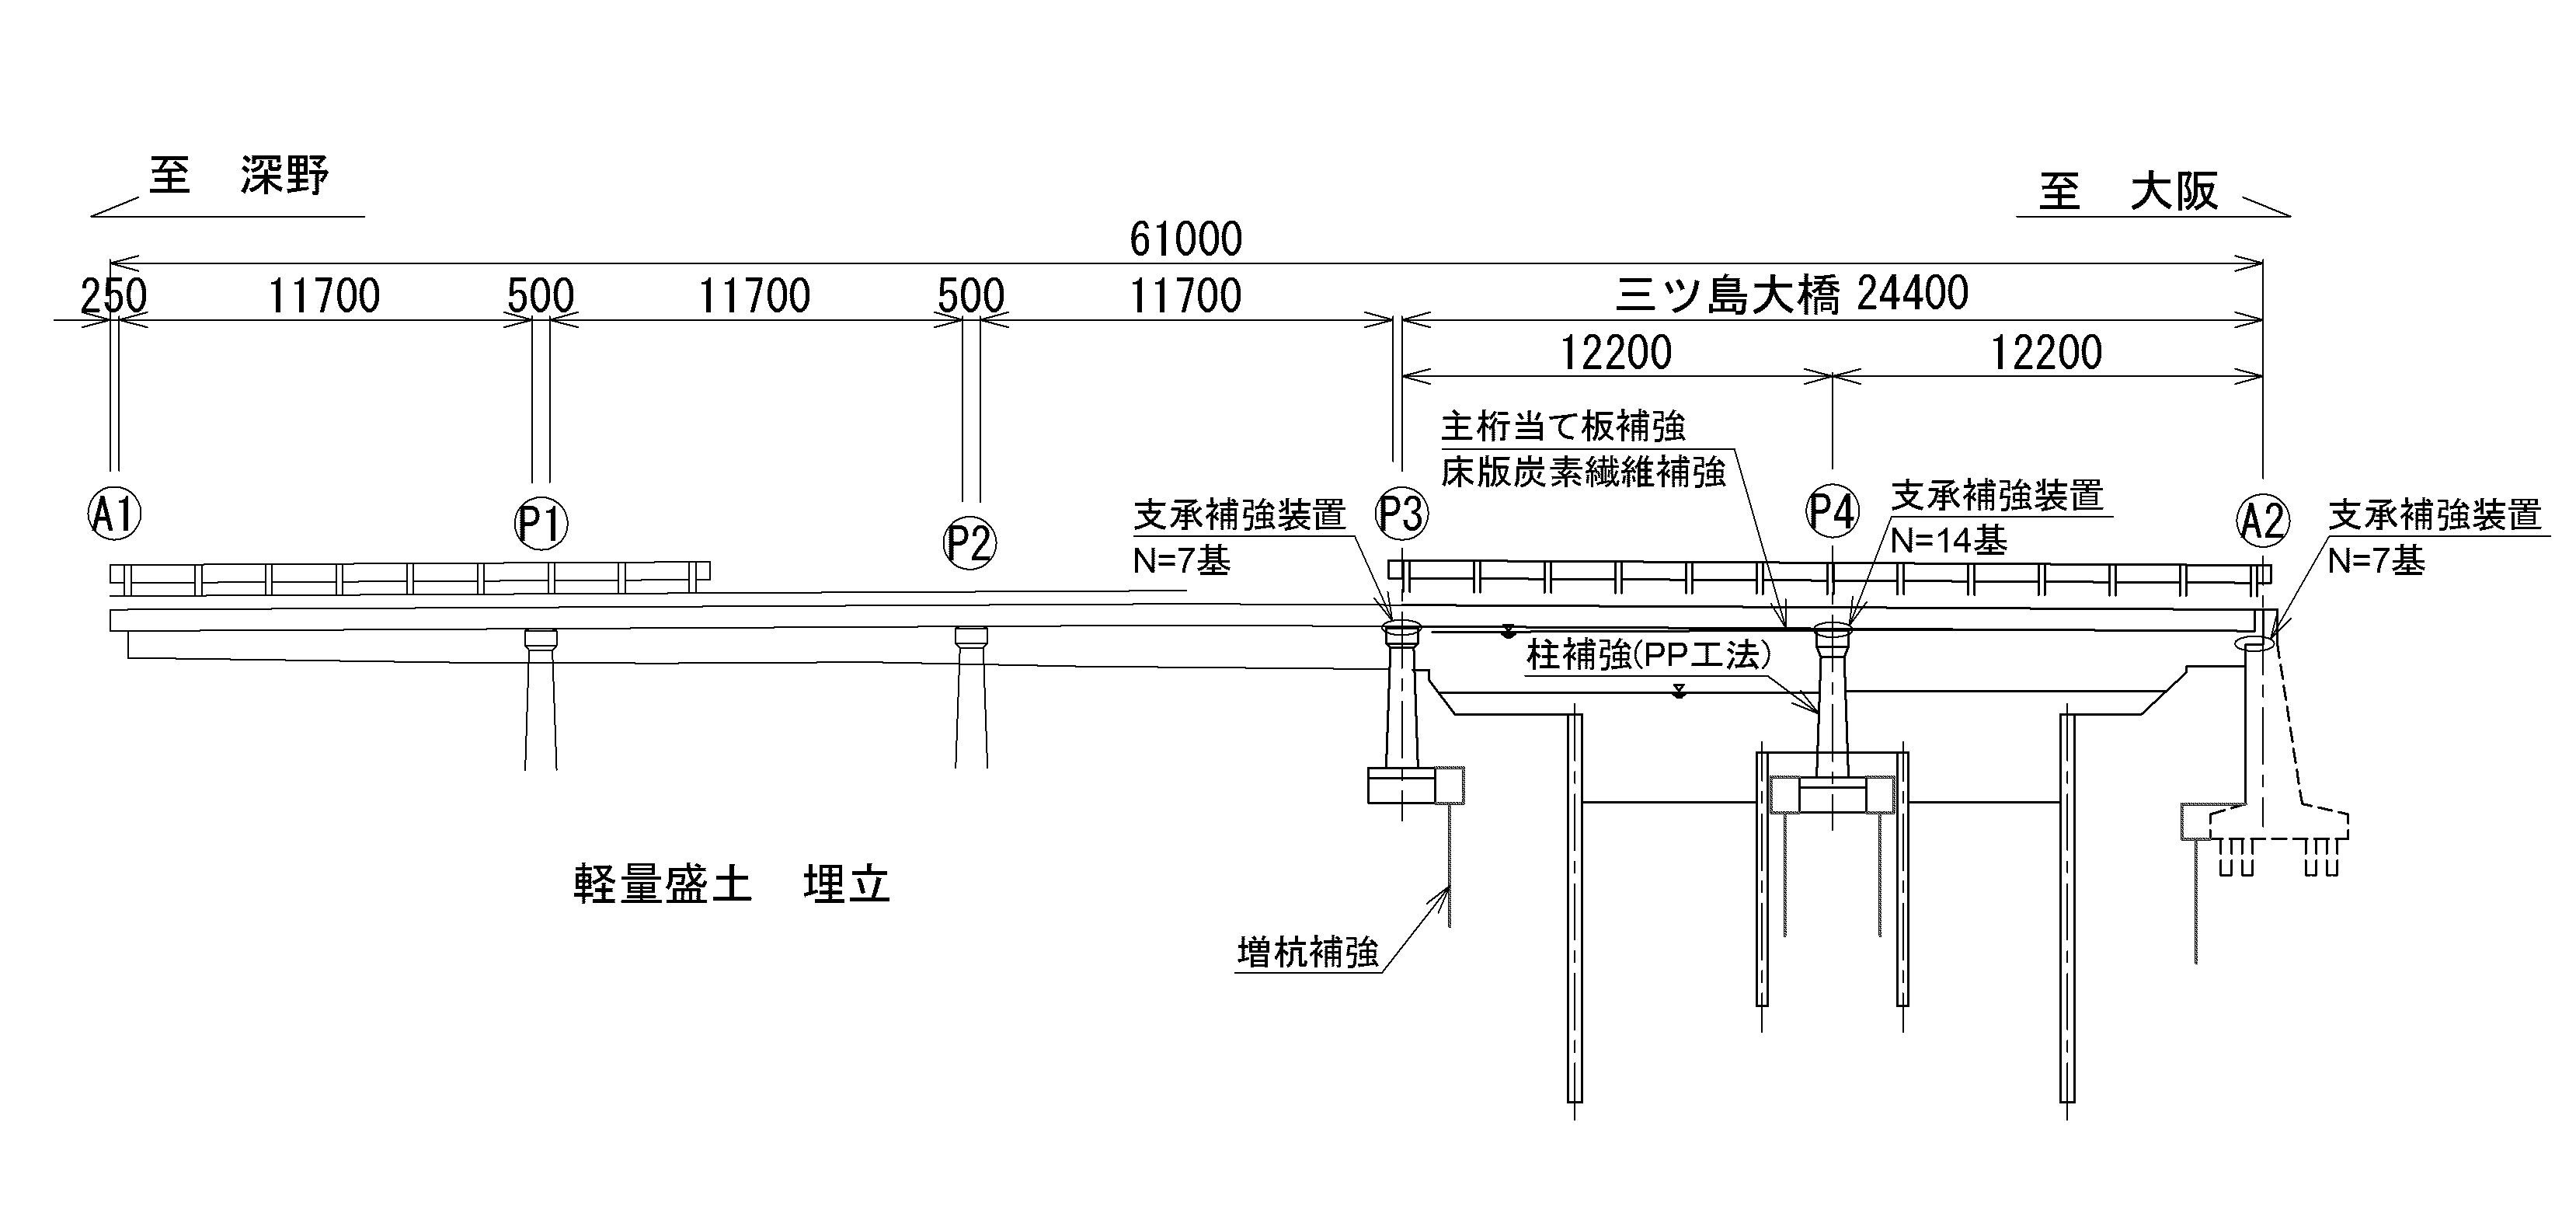 至　深野
至　大阪
61000
250
11700
500
11700
500
11700
三ツ島大橋 24400
12200
12200
主桁当て板補強
床版炭素繊維補強
A1
P1
P2
支承補強装置
N=7基
P3
P4
支承補強装置
N=14基
A2
支承補強装置
N=7基
柱補強(PP工法)
軽量盛土　埋立
増杭補強